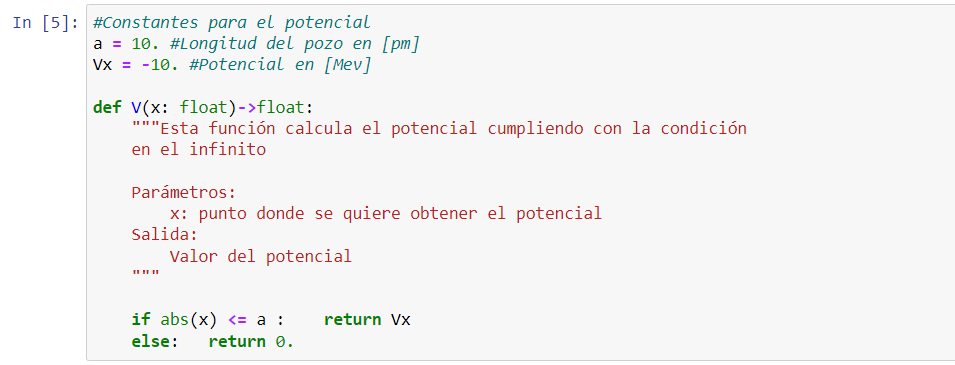 In [5]: #Constantes para el potencial
a = 10. #Longitud del pozo en [pm]
Vx = -10. #Potencial en [Mev]

def V(x: float)->float:
    """Esta función calcula el potencial cumpliendo con la condición
    en el infinito

    Parámetros:
        x: punto donde se quiere obtener el potencial
    Salida:
        Valor del potencial
    """

    if abs(x) <= a :    return Vx
    else:   return 0.